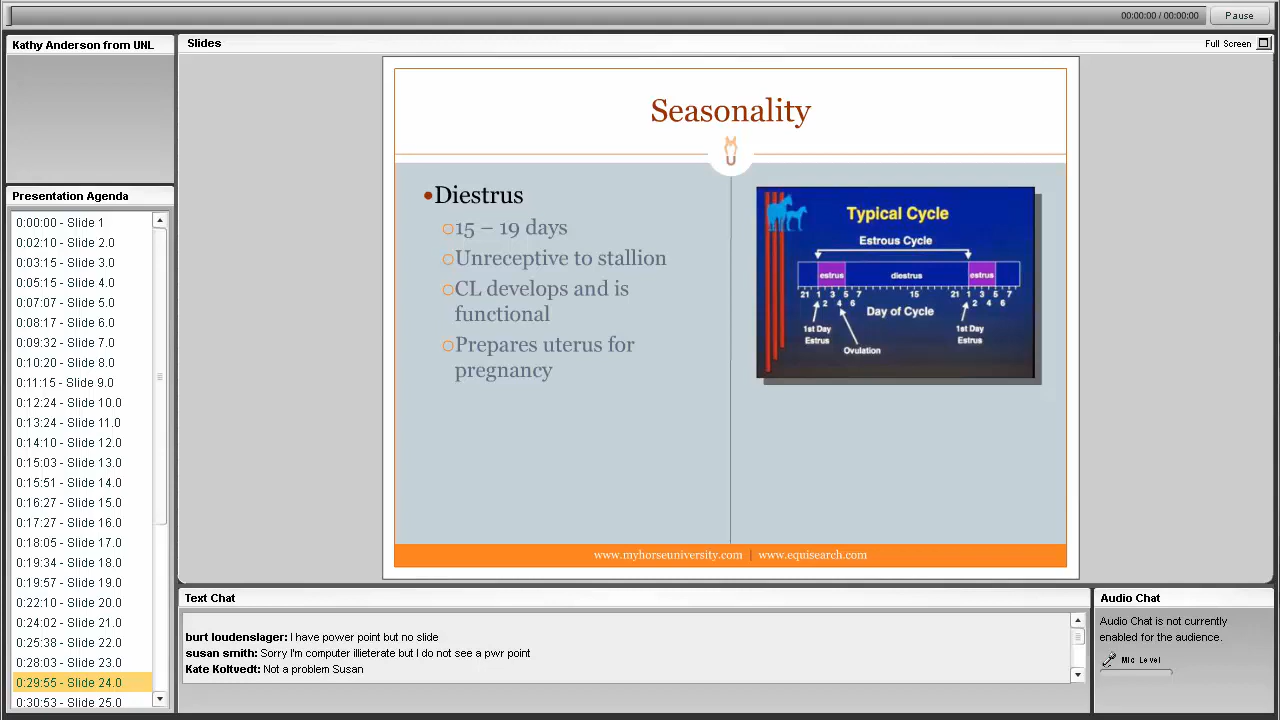 00:00:00 / 00:00:00
Pause
Kathy Anderson from UNL
Slides
Full Screen
Presentation Agenda
0:00:00 - Slide 1
0:02:10 - Slide 2.0
0:03:15 - Slide 3.0
0:05:15 - Slide 4.0
0:07:07 - Slide 5.0
0:08:17 - Slide 6.0
0:09:32 - Slide 7.0
0:10:20 - Slide 8.0
0:11:15 - Slide 9.0
0:12:24 - Slide 10.0
0:13:24 - Slide 11.0
0:14:10 - Slide 12.0
0:15:03 - Slide 13.0
0:15:51 - Slide 14.0
0:16:27 - Slide 15.0
0:17:27 - Slide 16.0
0:18:05 - Slide 17.0
0:19:34 - Slide 18.0
0:19:57 - Slide 19.0
0:22:10 - Slide 20.0
0:24:02 - Slide 21.0
0:25:38 - Slide 22.0
0:28:03 - Slide 23.0
0:29:55 - Slide 24.0
0:30:53 - Slide 25.0
Seasonality
•Diestrus
15 – 19 days
Unreceptive to stallion
CL develops and is
functional
Prepares uterus for
pregnancy
Typical Cycle
Estrous Cycle
estrus diestrus estrus
21 1 3 5 7 15 21 1 3 5 7
2 4 6 2 4 6
Day of Cycle
1st Day
Estrus
Ovulation
1st Day
Estrus
www.myhorseuniversity.com | www.equisearch.com
Text Chat
burt loudenslager: I have power point but no slide
susan smith: Sorry I'm computer illieterate but I do not see a pwr point
Kate Koltvedt: Not a problem Susan
Audio Chat
Audio Chat is not currently
enabled for the audience.
Mic Level